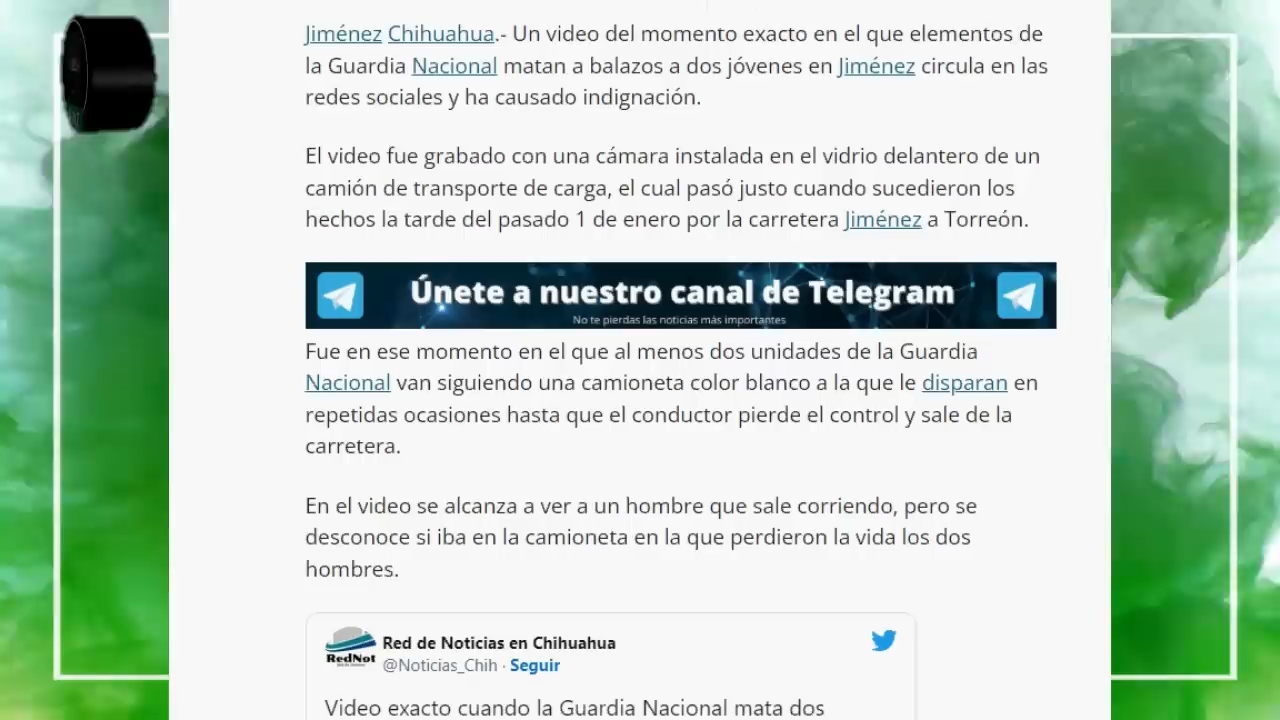 Jiménez Chihuahua.- Un video del momento exacto en el que elementos de
la Guardia Nacional matan a balazos a dos jóvenes en Jiménez circula en las
redes sociales y ha causado indignación.
El video fue grabado con una cámara instalada en el vidrio delantero de un
camión de transporte de carga, el cual pasó justo cuando sucedieron los
hechos la tarde del pasado 1 de enero por la carretera Jiménez a Torreón.
Únete a nuestro canal de Telegram
No te pierdas las noticias más importantes
Fue en ese momento en el que al menos dos unidades de la Guardia
Nacional van siguiendo una camioneta color blanco a la que le disparan en
repetidas ocasiones hasta que el conductor pierde el control y sale de la
carretera.
En el video se alcanza a ver a un hombre que sale corriendo, pero se
desconoce si iba en la camioneta en la que perdieron la vida los dos
hombres.
RedNot
Red de Noticias en Chihuahua
@Noticias_Chih · Seguir
Video exacto cuando la Guardia Nacional mata dos